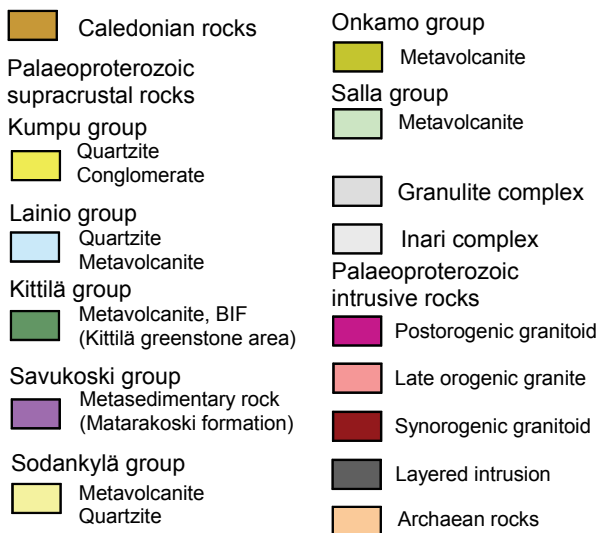 Caledonian rocks
Palaeoproterozoic
supracrustal rocks
Kumpu group
Quartzite
Conglomerate
Lainio group
Quartzite
Metavolcanite
Kittilä group
Metavolcanite, BIF
(Kittilä greenstone area)
Savukoski group
Metasedimentary rock
(Matarakoski formation)
Sodankylä group
Metavolcanite
Quartzite
Onkamo group
Metavolcanite
Salla group
Metavolcanite
Granulite complex
Inari complex
Palaeoproterozoic
intrusive rocks
Postorogenic granitoid
Late orogenic granite
Synorogenic granitoid
Layered intrusion
Archaean rocks